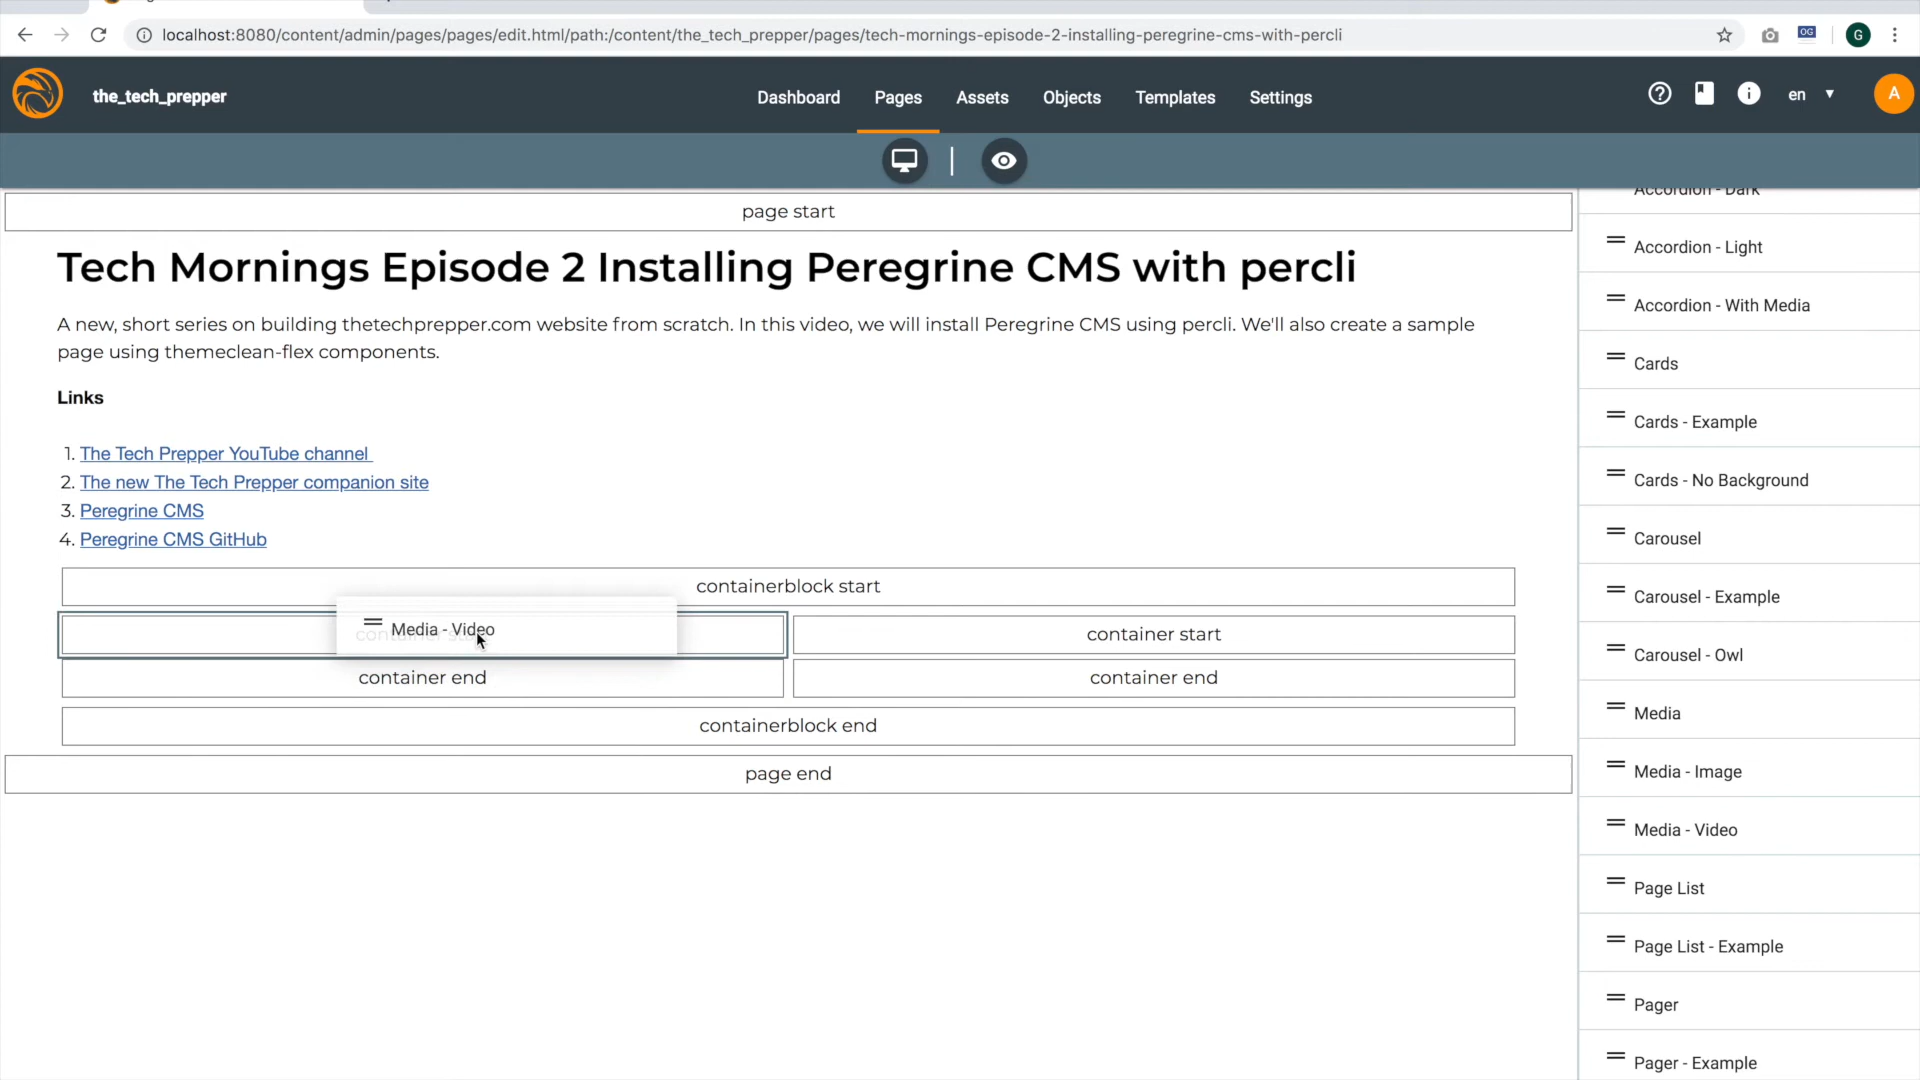 localhost:8080/content/admin/pages/pages/edit.html/path:/content/the_tech_prepper/pages/tech-mornings-episode-2-installing-peregrine-cms-with-percli
OG
G
the_tech_prepper
Dashboard
Pages
Assets
Objects
Templates
Settings
en
A
page start
Tech Mornings Episode 2 Installing Peregrine CMS with percli
A new, short series on building thetechprepper.com website from scratch. In this video, we will install Peregrine CMS using percli. We'll also create a sample
page using themeclean-flex components.
Links
1. The Tech Prepper YouTube channel
2. The new The Tech Prepper companion site
3. Peregrine CMS
4. Peregrine CMS GitHub
containerblock start
Media - Video
container start
container end
container end
containerblock end
page end
Accordion - Dark
Accordion - Light
Accordion - With Media
Cards
Cards - Example
Cards - No Background
Carousel
Carousel - Example
Carousel - Owl
Media
Media - Image
Media - Video
Page List
Page List - Example
Pager
Pager - Example